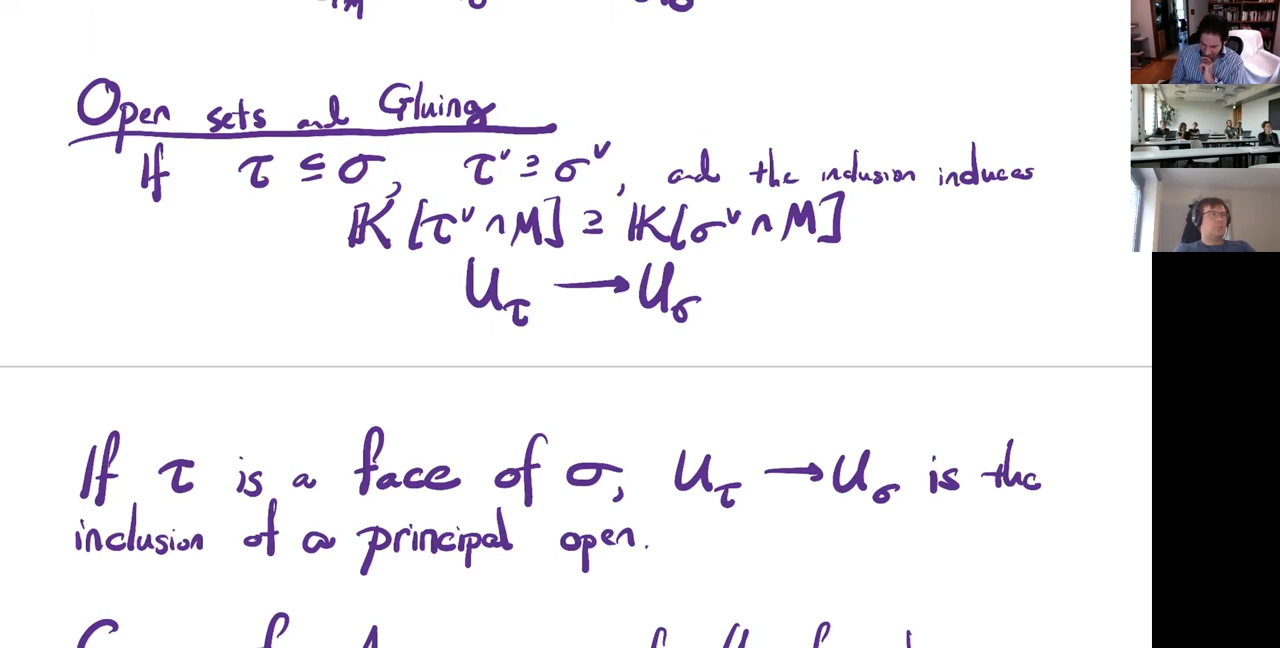 Open sets and Gluing
If τ ⊆ σ, τ^∨ ⊇ σ^∨, and the inclusion induces
𝕂[τ^∨ ∩ M] ⊇ 𝕂[σ^∨ ∩ M]
U_τ → U_σ
If τ is a face of σ, U_τ → U_σ is the
inclusion of a principal open.